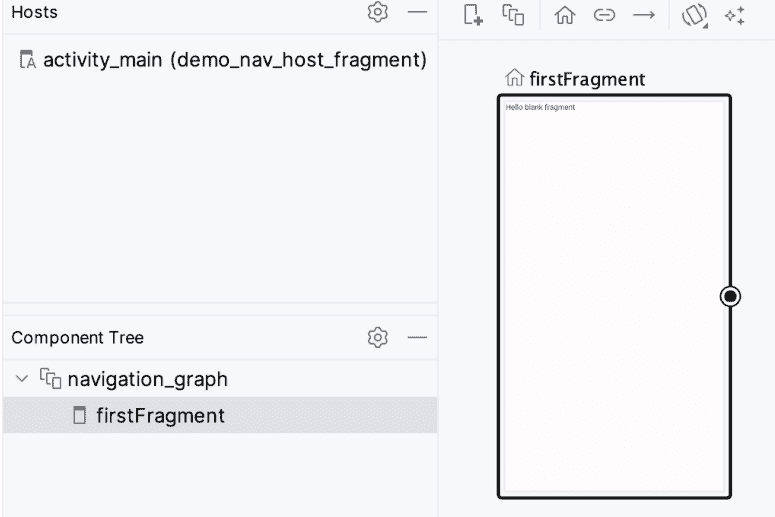 Hosts
activity_main (demo_nav_host_fragment)
firstFragment
Hello blank fragment
Component Tree
navigation_graph
firstFragment